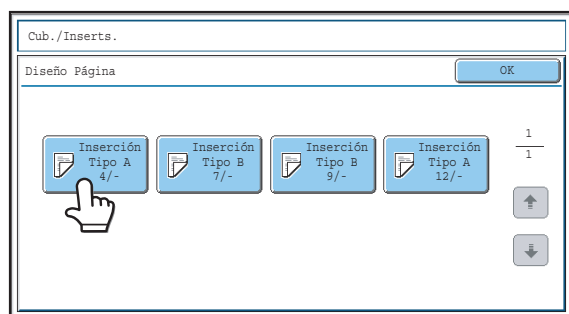 Cub./Inserts.
Diseño Página
OK
Inserción
Tipo A
4/-
Inserción
Tipo B
7/-
Inserción
Tipo B
9/-
Inserción
Tipo A
12/-
1
1